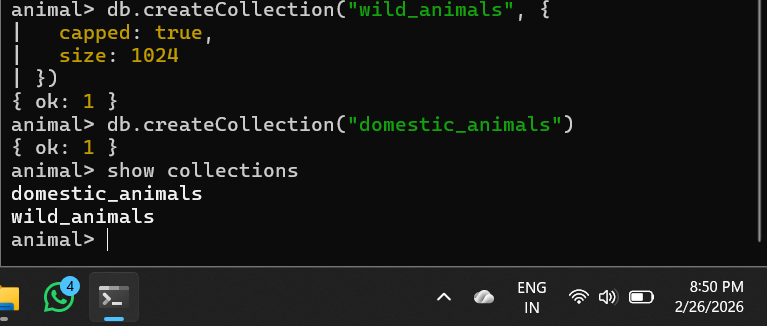 animal> db.createCollection("wild_animals", {
|   capped: true,
|   size: 1024
| })
{ ok: 1 }
animal> db.createCollection("domestic_animals")
{ ok: 1 }
animal> show collections
domestic_animals
wild_animals
animal>
4
ENG
IN
8:50 PM
2/26/2026